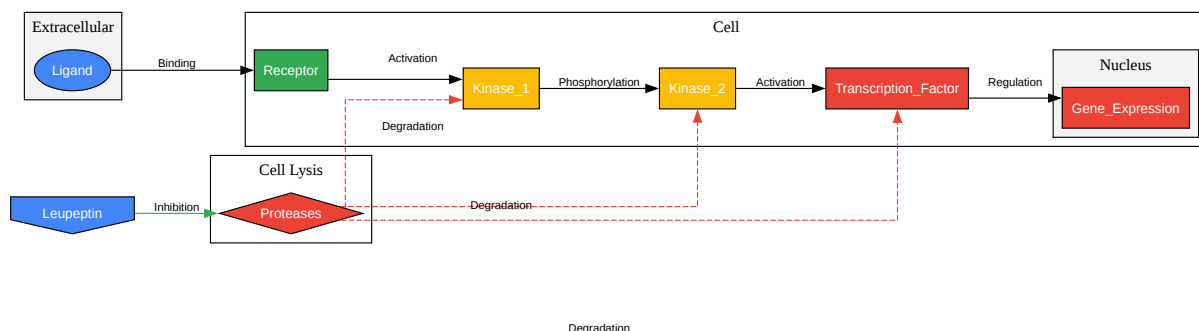 Extracellular
Cell
Ligand
Binding
Receptor
Activation
Kinase_1
Phosphorylation
Kinase_2
Activation
Transcription_Factor
Regulation
Nucleus
Gene_Expression
Degradation
Cell Lysis
Leupeptin
Inhibition
Proteases
Degradation
Degradation